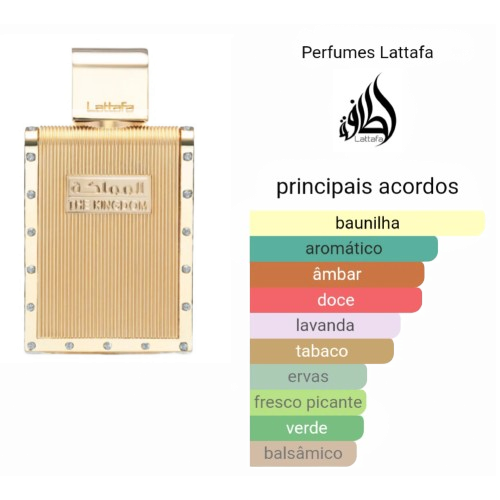 Lattafa
المملكة
THE KINGDOM
Perfumes Lattafa
لطافة
Lattafa
principais acordos
baunilha
aromático
âmbar
doce
lavanda
tabaco
ervas
fresco picante
verde
balsâmico